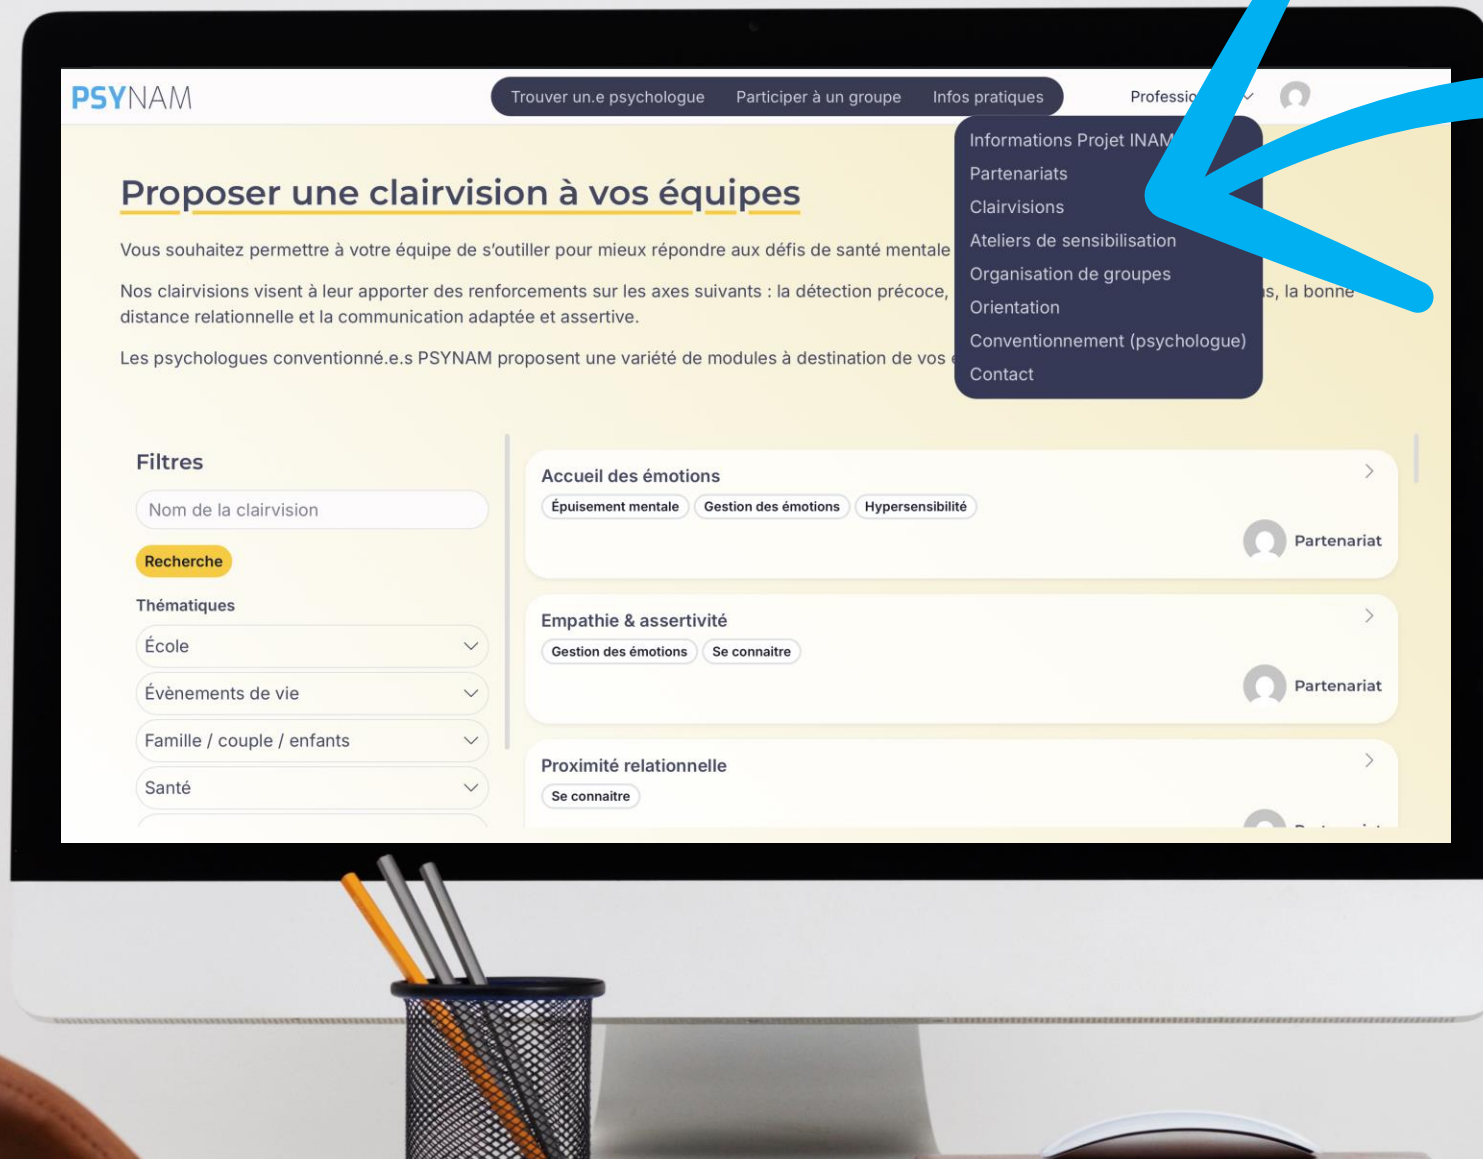 PSYNAM
Trouver un.e psychologue Participer à un groupe Infos pratiques
Informations Projet
Partenariats
Clairvisions
Ateliers de sensibilisation
Organisation de groupes
Orientation
Conventionnement (psychologue)
Contact
Proposer une clairvision à vos équipes
Vous souhaitez permettre à votre équipe de s'outiller pour mieux répondre aux défis de santé mentale
Nos clairvisions visent à leur apporter des renforcements sur les axes suivants : la détection précoce, la bonne
distance relationnelle et la communication adaptée et assertive.
Les psychologues conventionné.e.s PSYNAM proposent une variété de modules à destination de vos
Filtres
Nom de la clairvision
Recherche
Thématiques
École
Évènements de vie
Famille / couple / enfants
Santé
Accueil des émotions
Épuisement mentale Gestion des émotions Hypersensibilité
Partenariat
Empathie & assertivité
Gestion des émotions Se connaitre
Partenariat
Proximité relationnelle
Se connaitre